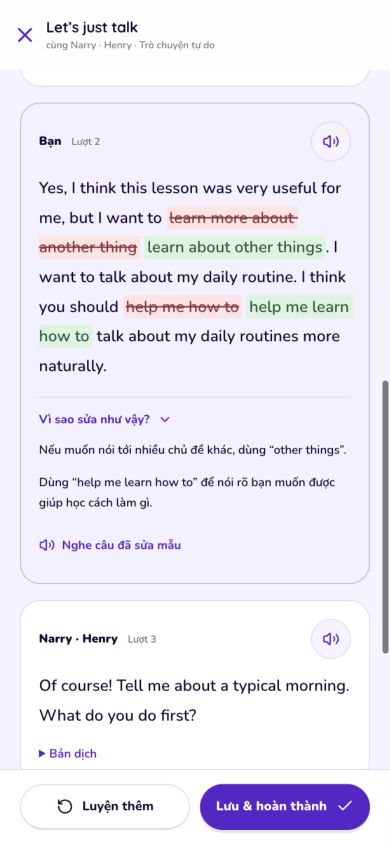 Let's just talk
cùng Narry · Henry · Trò chuyện tự do
Bạn Lượt 2
Yes, I think this lesson was very useful for
me, but I want to learn more about
another thing learn about other things. I
want to talk about my daily routine. I think
you should help me how to help me learn
how to talk about my daily routines more
naturally.
Vì sao sửa như vậy?
Nếu muốn nói tới nhiều chủ đề khác, dùng “other things”.
Dùng “help me learn how to” để nói rõ bạn muốn được
giúp học cách làm gì.
Nghe câu đã sửa mẫu
Narry · Henry Lượt 3
Of course! Tell me about a typical morning.
What do you do first?
Bản dịch
Luyện thêm
Lưu & hoàn thành